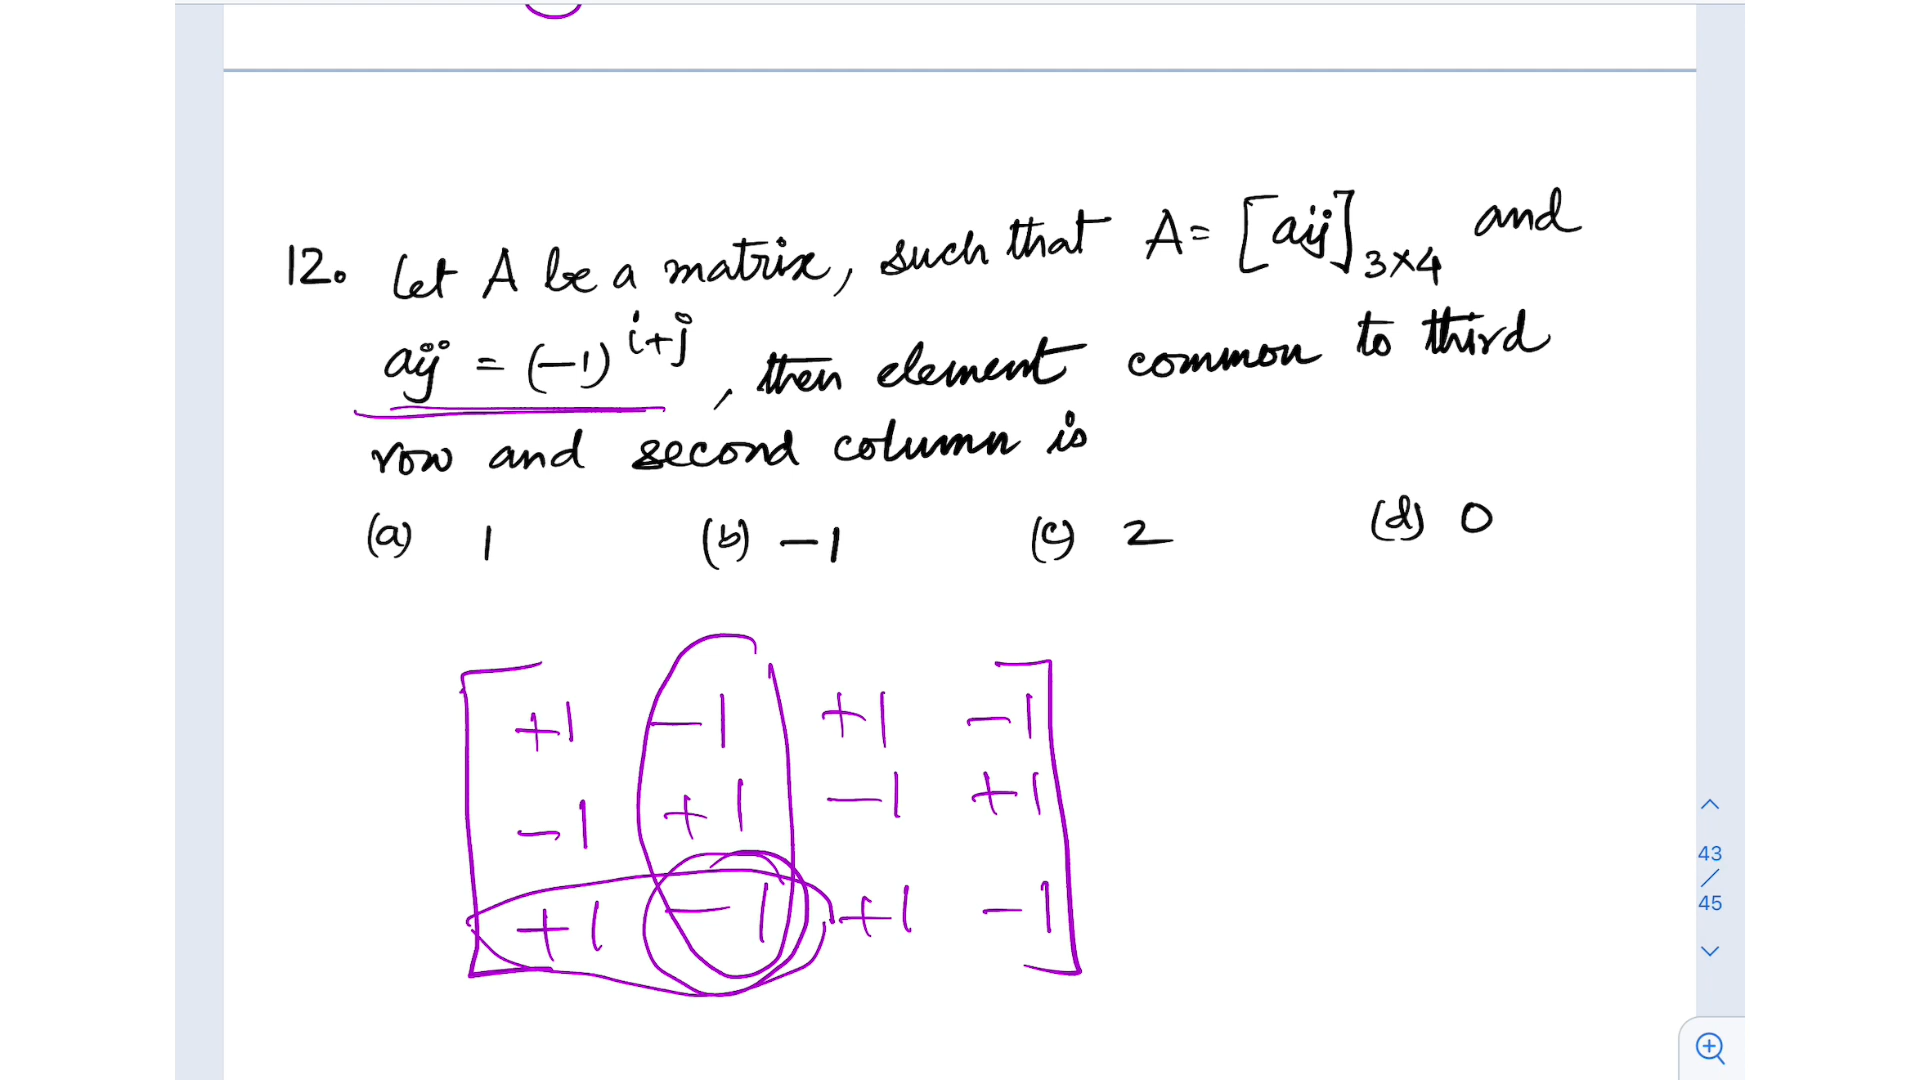 12. Let A be a matrix, such that A = [aij]3×4 and
aij = (-1)^i+j, then element common to third
row and second column is
(a) 1 (b) -1 (c) 2 (d) 0
+1 -1 +1 -1
-1 +1 -1 +1
+1 -1 +1 -1
43
/
45